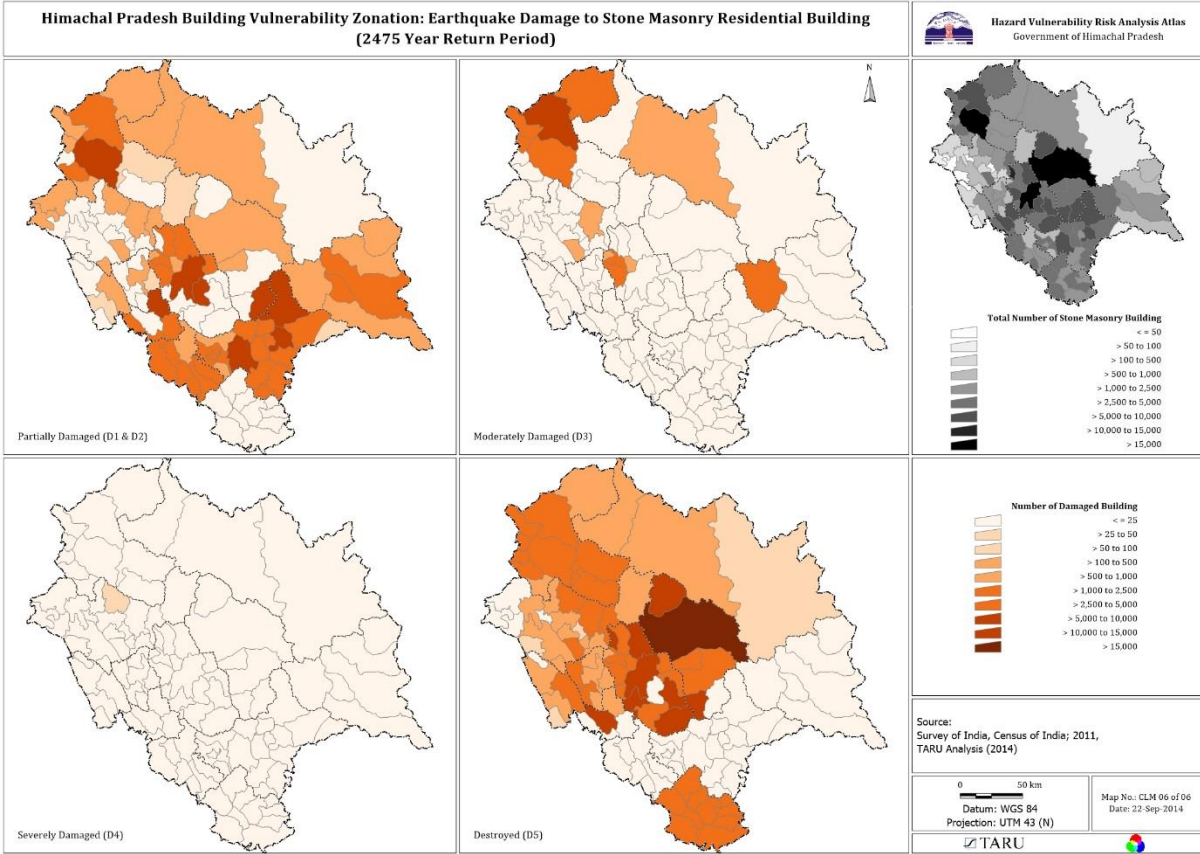 Himachal Pradesh Building Vulnerability Zonation: Earthquake Damage to Stone Masonry Residential Building
(2475 Year Return Period)
Hazard Vulnerability Risk Analysis Atlas
Government of Himachal Pradesh
N
Partially Damaged (D1 & D2)
Moderately Damaged (D3)
Total Number of Stone Masonry Building
< = 50
> 50 to 100
> 100 to 500
> 500 to 1,000
> 1,000 to 2,500
> 2,500 to 5,000
> 5,000 to 10,000
> 10,000 to 15,000
> 15,000
Severely Damaged (D4)
Destroyed (D5)
Number of Damaged Building
< = 25
> 25 to 50
> 50 to 100
> 100 to 500
> 500 to 1,000
> 1,000 to 2,500
> 2,500 to 5,000
> 5,000 to 10,000
> 10,000 to 15,000
> 15,000
Source:
Survey of India, Census of India; 2011,
TARU Analysis (2014)
0 50 km
Datum: WGS 84
Projection: UTM 43 (N)
Map No.: CLM 06 of 06
Date: 22-Sep-2014
TARU